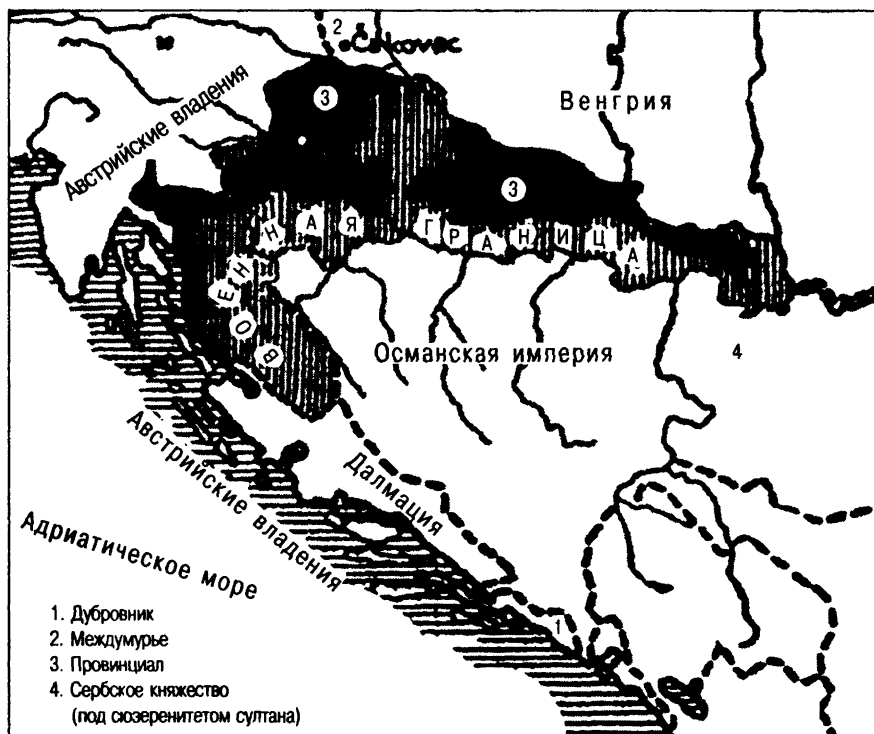 2
Čakovec
Австрийские владения
3
Венгрия
3
ВОЕННАЯ ГРАНИЦА
Османская империя
4
Далмация
Австрийские владения
Адриатическое море
1
1. Дубровник
2. Междумурье
3. Провинциал
4. Сербское княжество
(под сюзеренитетом султана)